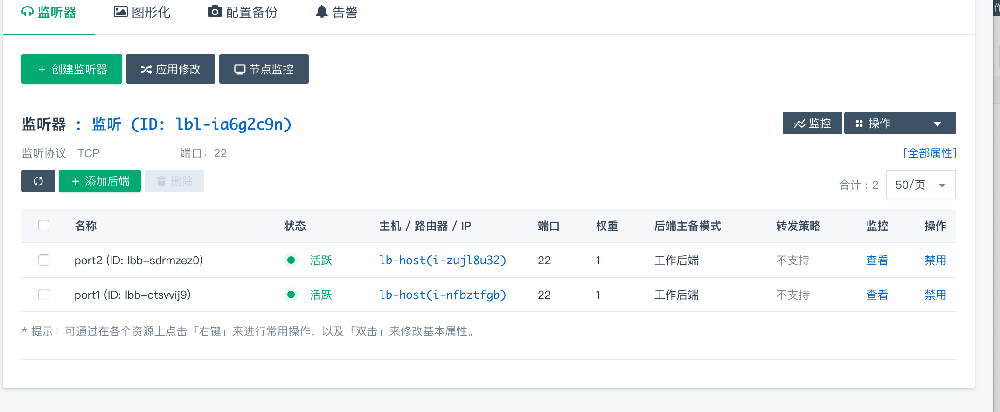 监听器 图形化 配置备份 告警
作
+ 创建监听器 应用修改 节点监控
监听器 : 监听 (ID: lbl-ia6g2c9n) 监控 操作
监听协议: TCP 端口: 22 [全部属性]
+ 添加后端 删除 合计 : 2 50/页
名称 状态 主机 / 路由器 / IP 端口 权重 后端主备模式 转发策略 监控 操作
port2 (ID: lbb-sdrmzez0) 活跃 lb-host(i-zujl8u32) 22 1 工作后端 不支持 查看 禁用
port1 (ID: lbb-otsvvij9) 活跃 lb-host(i-nfbztfgb) 22 1 工作后端 不支持 查看 禁用
* 提示: 可通过在各个资源上点击「右键」来进行常用操作, 以及「双击」来修改基本属性。